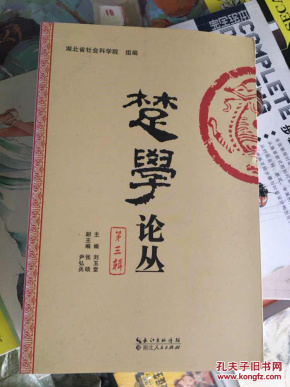 湖北省社会科学院 组编
楚學
论丛
第三辑
主编 刘玉堂
副主编 张硕
尹弘兵
长江出版传媒
湖北人民出版社
COMPLETE
孔夫子旧书网